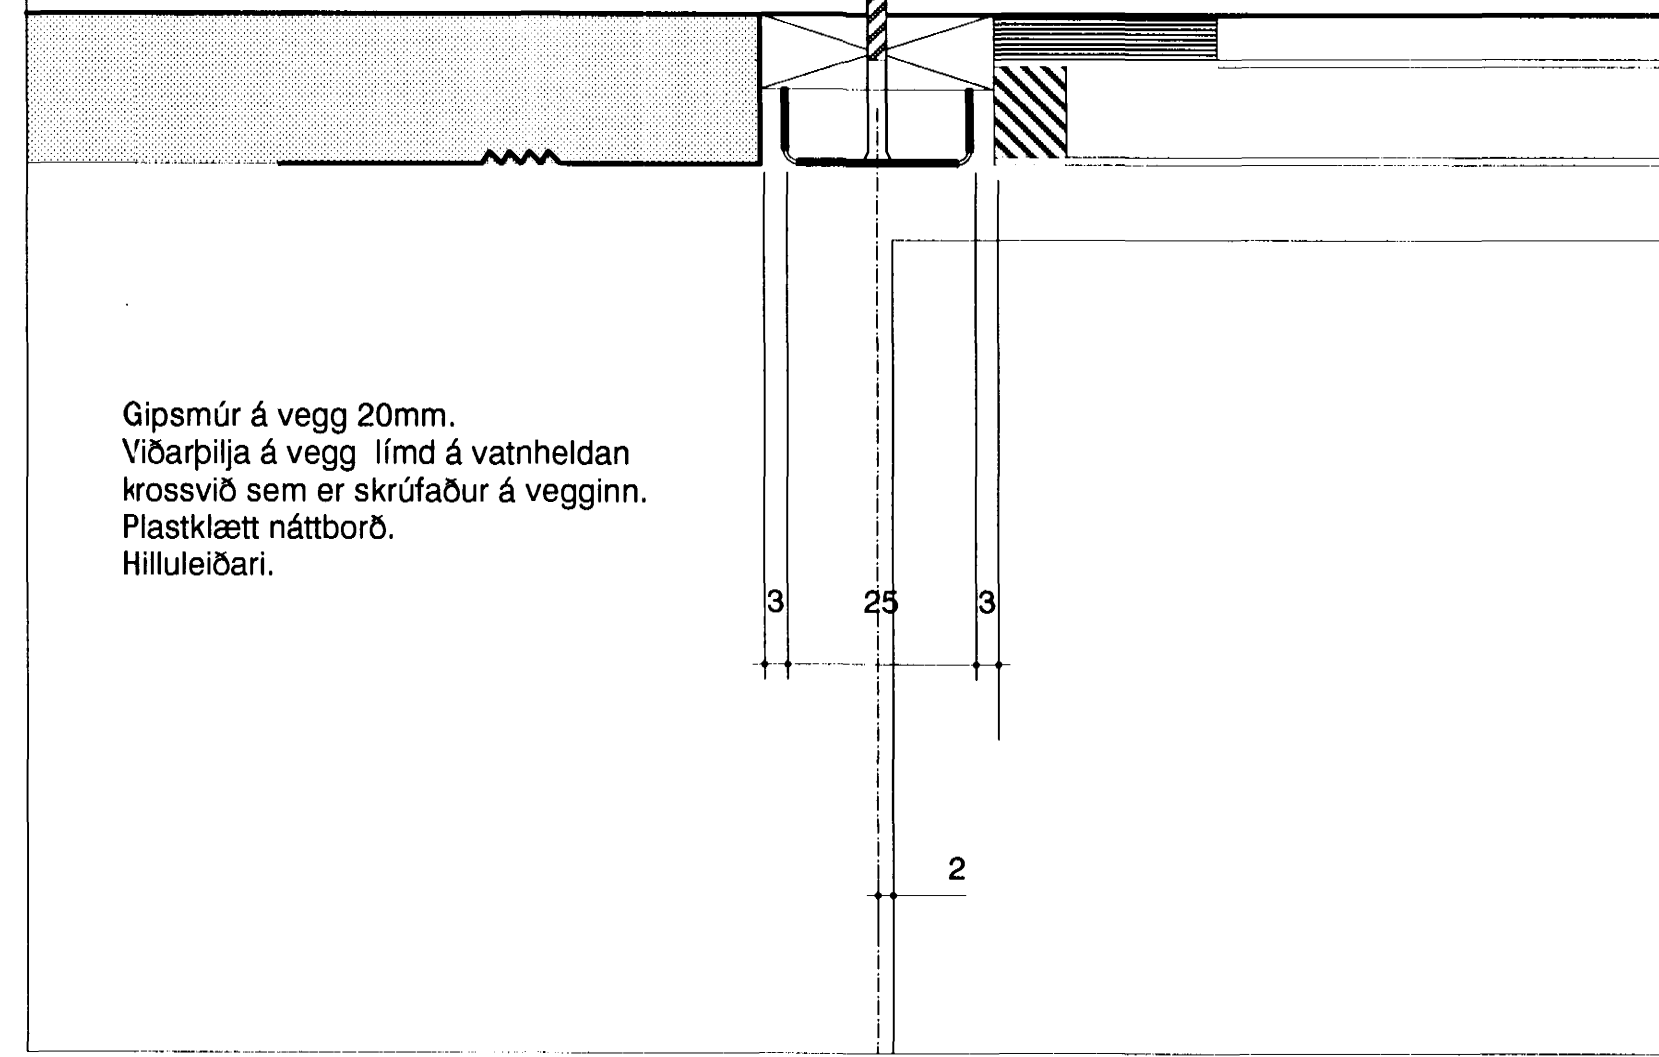 Gipsmúr á vegg 20mm.
Viðarþilja á vegg límd á vatnheldan
krossvið sem er skrúfaður á vegginn.
Plastklætt náttborð.
Hilluleiðari.
3 25 3
2